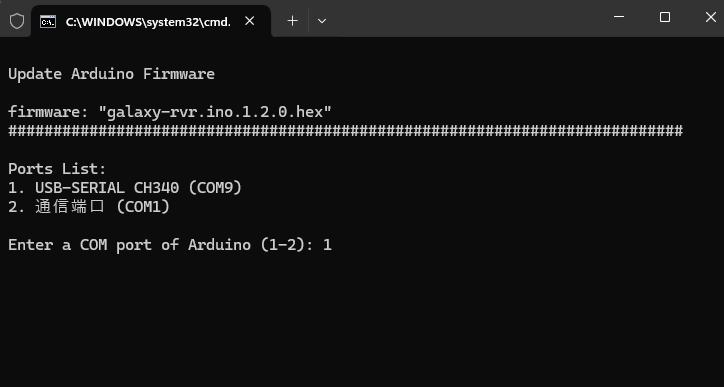 C:\WINDOWS\system32\cmd.
Update Arduino Firmware
firmware: "galaxy-rvr.ino.1.2.0.hex"
###########################################################################
Ports List:
1. USB-SERIAL CH340 (COM9)
2. 通信端口 (COM1)
Enter a COM port of Arduino (1-2): 1